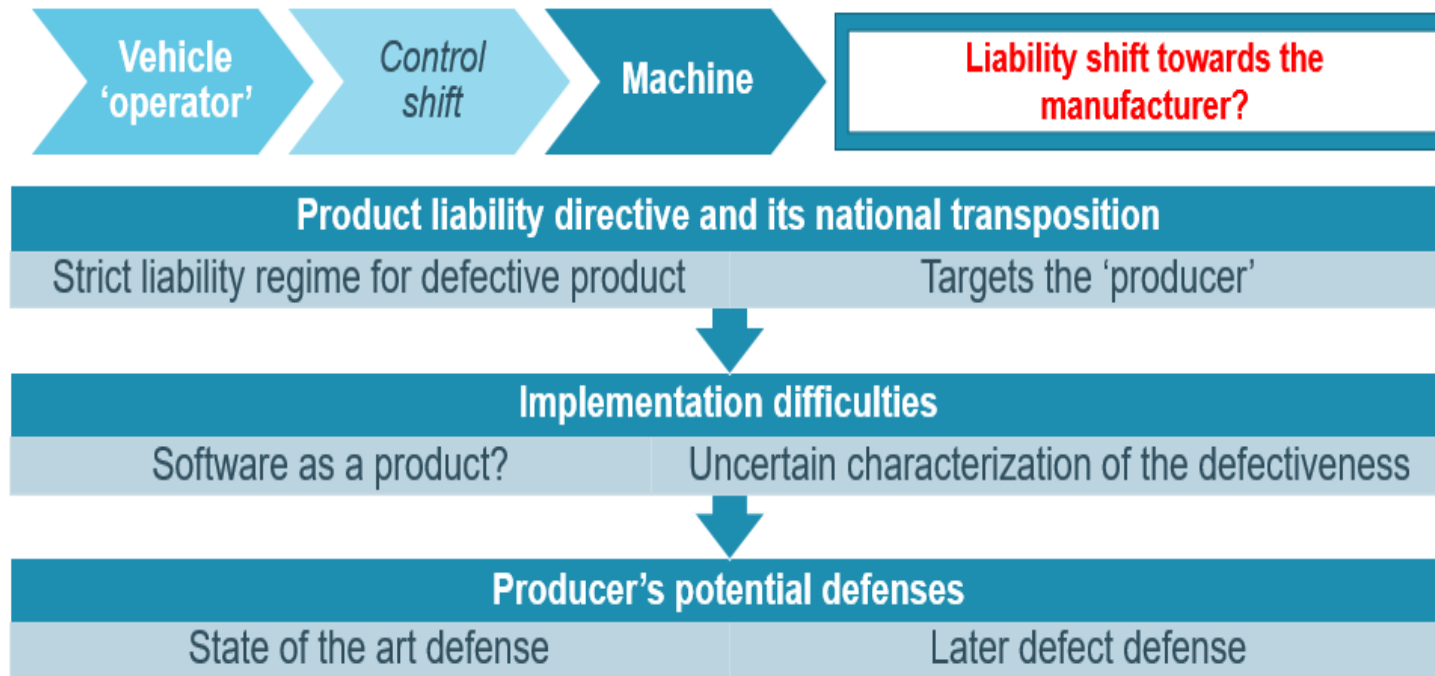 Vehicle
‘operator’
Control
shift
Machine
Liability shift towards the
manufacturer?
Product liability directive and its national transposition
Strict liability regime for defective product
Targets the ‘producer’
Implementation difficulties
Software as a product?
Uncertain characterization of the defectiveness
Producer’s potential defenses
State of the art defense
Later defect defense